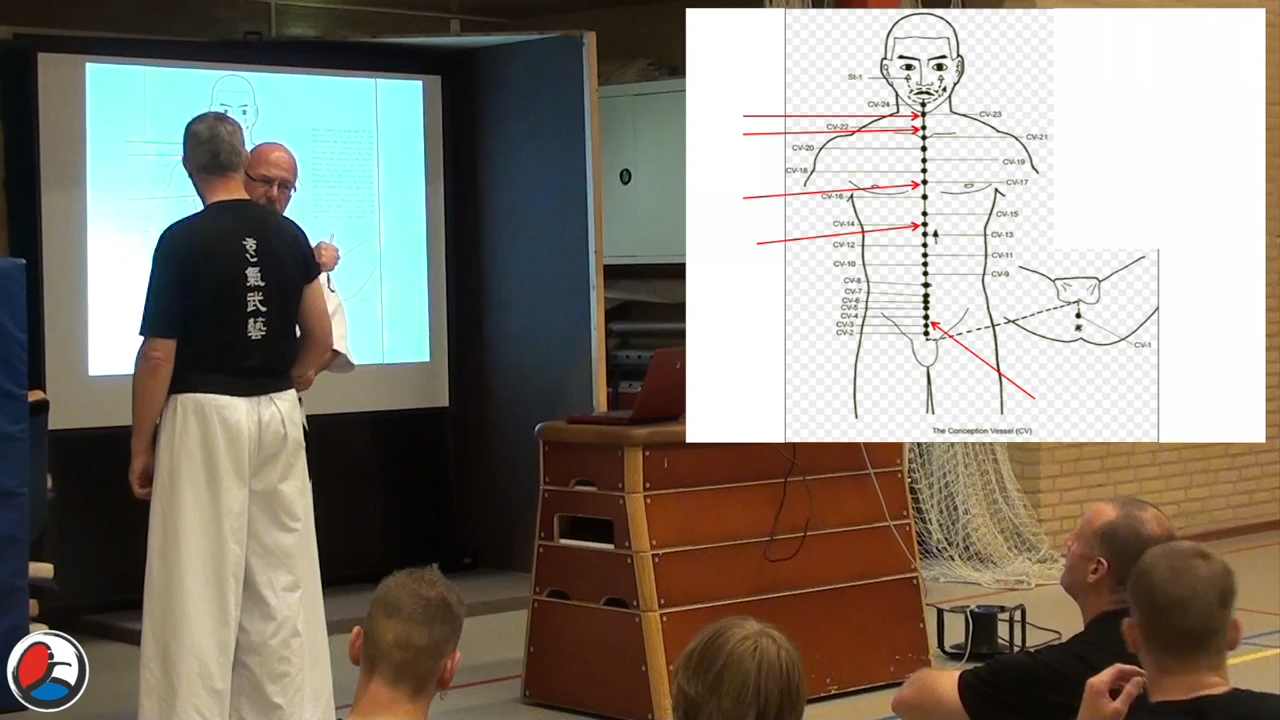 氣武藝
St-1
CV-24
CV-23
CV-22
CV-21
CV-20
CV-19
CV-18
CV-17
CV-16
CV-15
CV-14
CV-13
CV-12
CV-11
CV-10
CV-9
CV-8
CV-7
CV-6
CV-5
CV-4
CV-3
CV-2
CV-1
The Conception Vessel (CV)